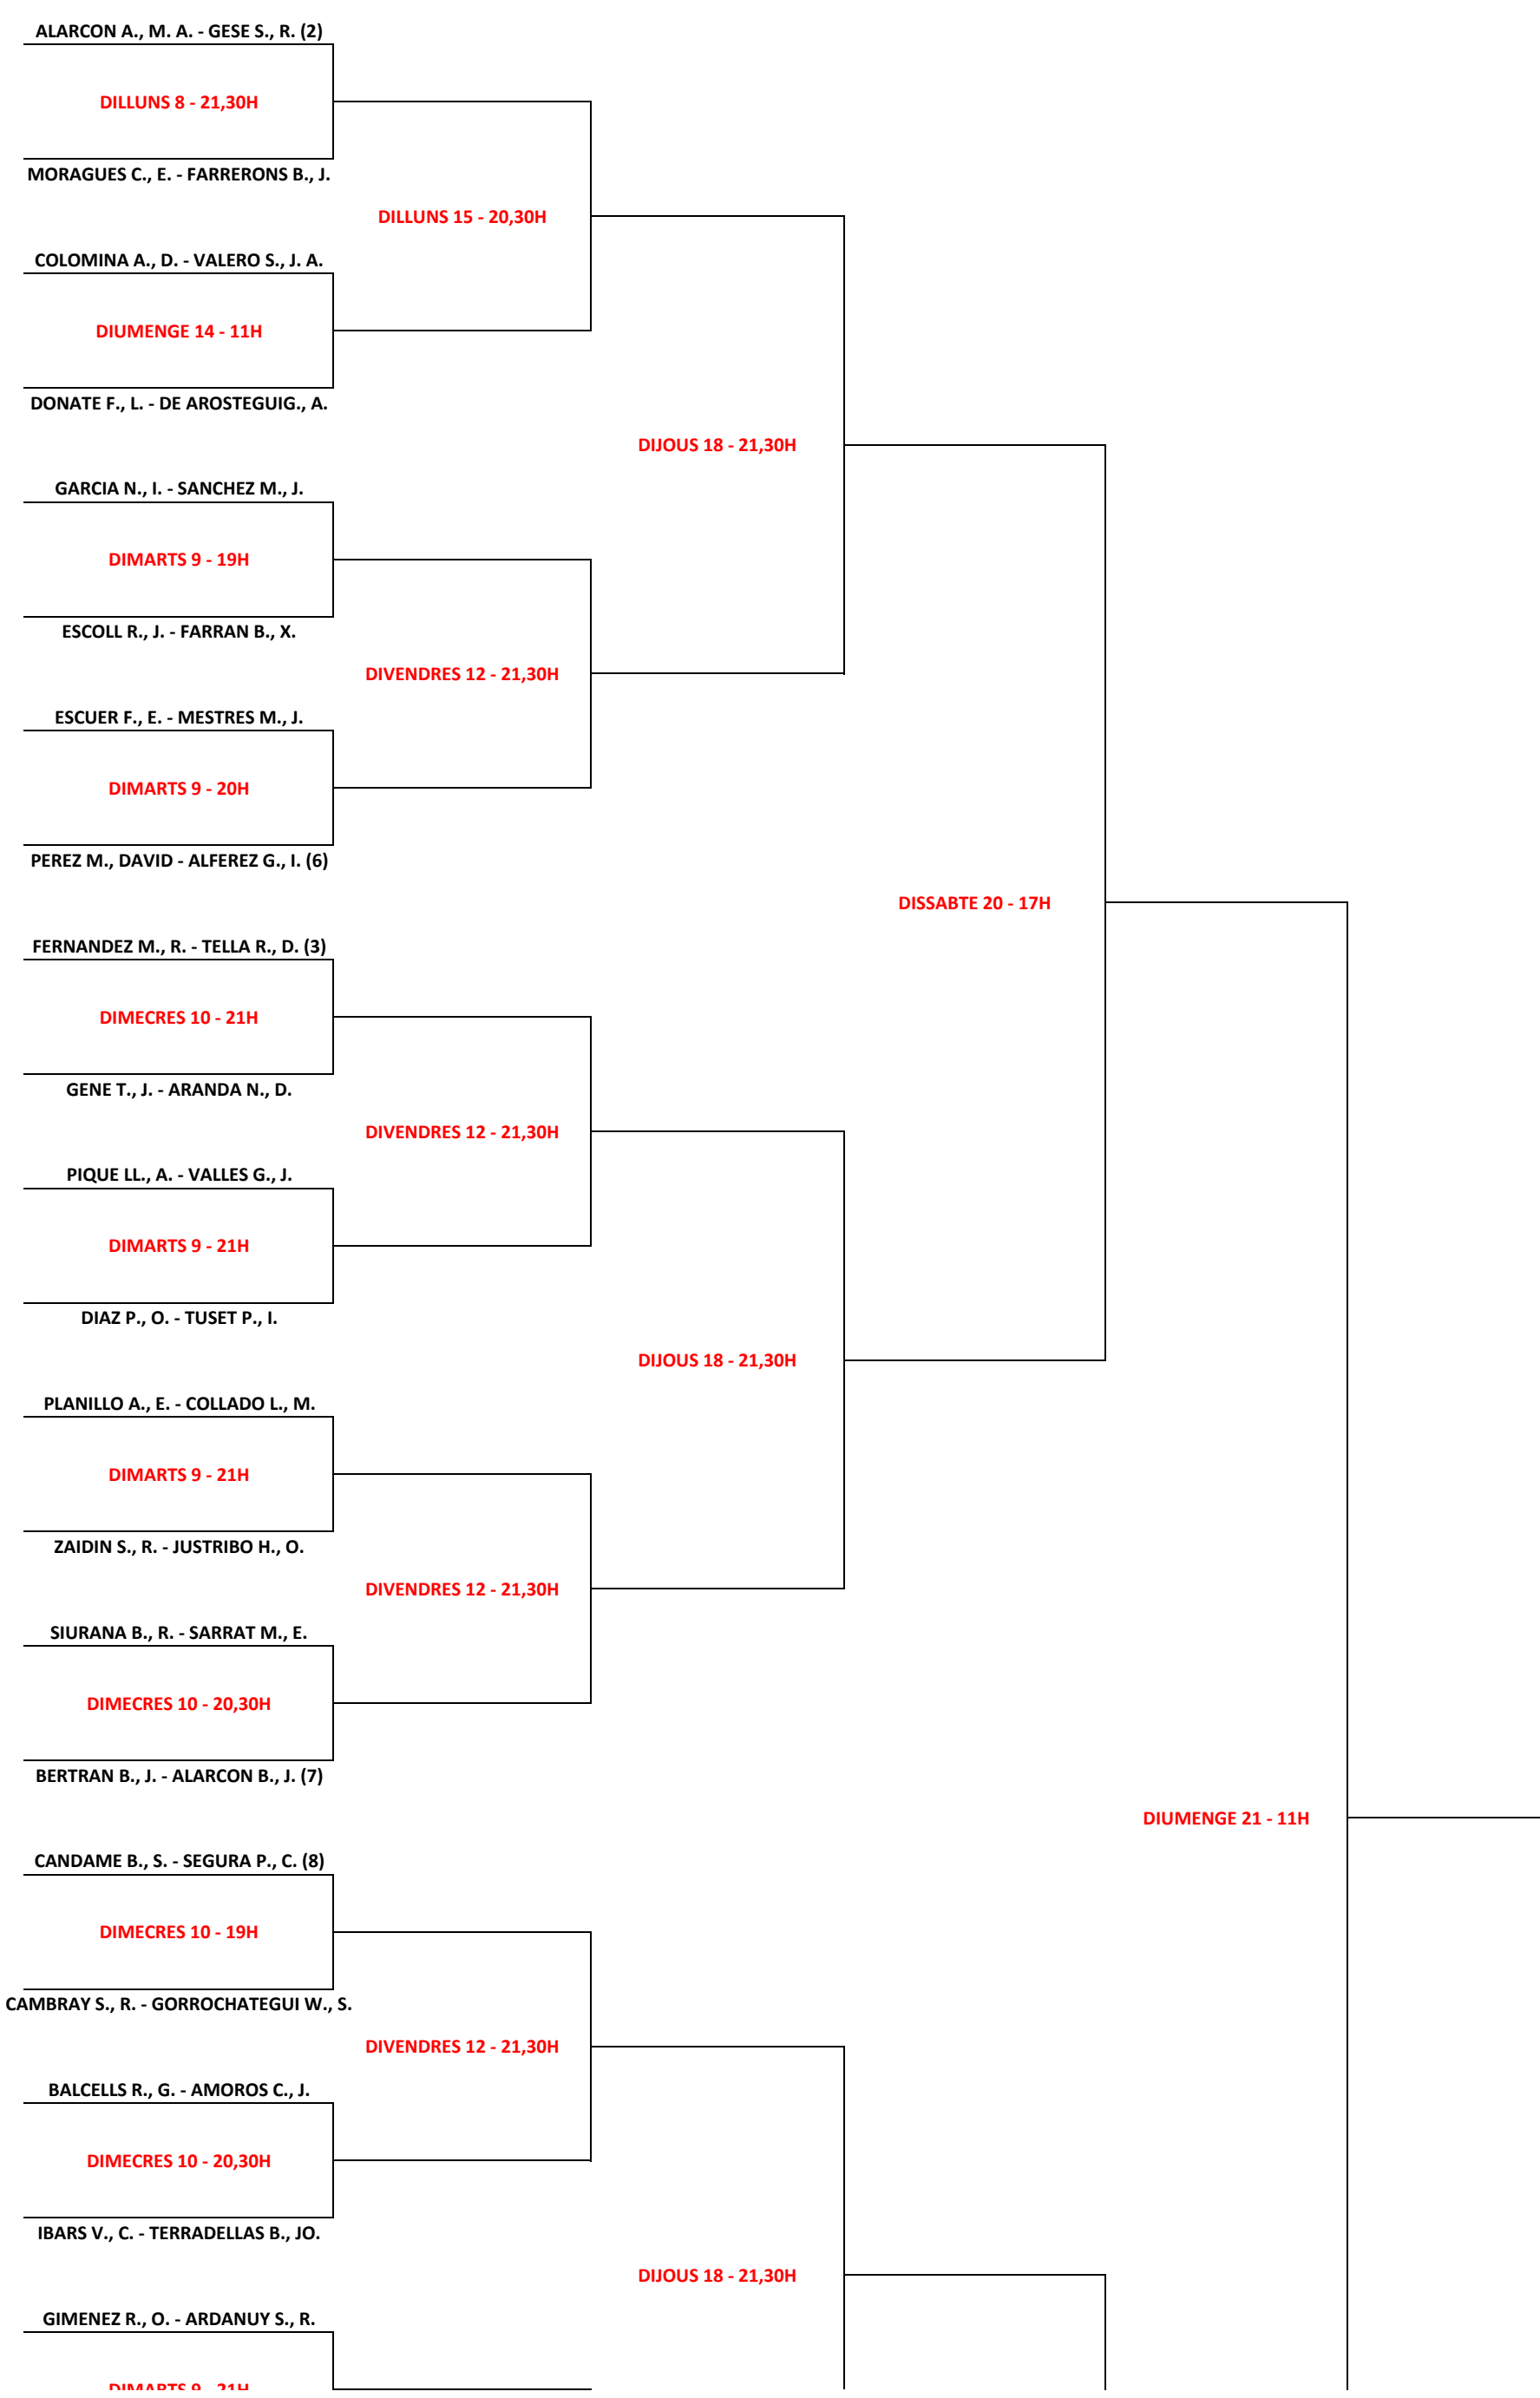 ALARCON A., M. A. - GESE S., R. (2)
DILLUNS 8 - 21,30H
MORAGUES C., E. - FARRERONS B., J.
DILLUNS 15 - 20,30H
COLOMINA A., D. - VALERO S., J. A.
DIUMENGE 14 - 11H
DONATE F., L. - DE AROSTEGUIG., A.
DIJOUS 18 - 21,30H
GARCIA N., I. - SANCHEZ M., J.
DIMARTS 9 - 19H
ESCOLL R., J. - FARRAN B., X.
DIVENDRES 12 - 21,30H
ESCUER F., E. - MESTRES M., J.
DIMARTS 9 - 20H
PEREZ M., DAVID - ALFEREZ G., I. (6)
DISSABTE 20 - 17H
FERNANDEZ M., R. - TELLA R., D. (3)
DIMECRES 10 - 21H
GENE T., J. - ARANDA N., D.
DIVENDRES 12 - 21,30H
PIQUE LL., A. - VALLES G., J.
DIMARTS 9 - 21H
DIAZ P., O. - TUSET P., I.
DIJOUS 18 - 21,30H
PLANILLO A., E. - COLLADO L., M.
DIMARTS 9 - 21H
ZAIDIN S., R. - JUSTRIBO H., O.
DIVENDRES 12 - 21,30H
SIURANA B., R. - SARRAT M., E.
DIMECRES 10 - 20,30H
BERTRAN B., J. - ALARCON B., J. (7)
DIUMENGE 21 - 11H
CANDAME B., S. - SEGURA P., C. (8)
DIMECRES 10 - 19H
CAMBRAY S., R. - GORROCHATEGUI W., S.
DIVENDRES 12 - 21,30H
BALCELLS R., G. - AMOROS C., J.
DIMECRES 10 - 20,30H
IBARS V., C. - TERRADELLAS B., JO.
DIJOUS 18 - 21,30H
GIMENEZ R., O. - ARDANUY S., R.
DIMARTS 9 - 21H